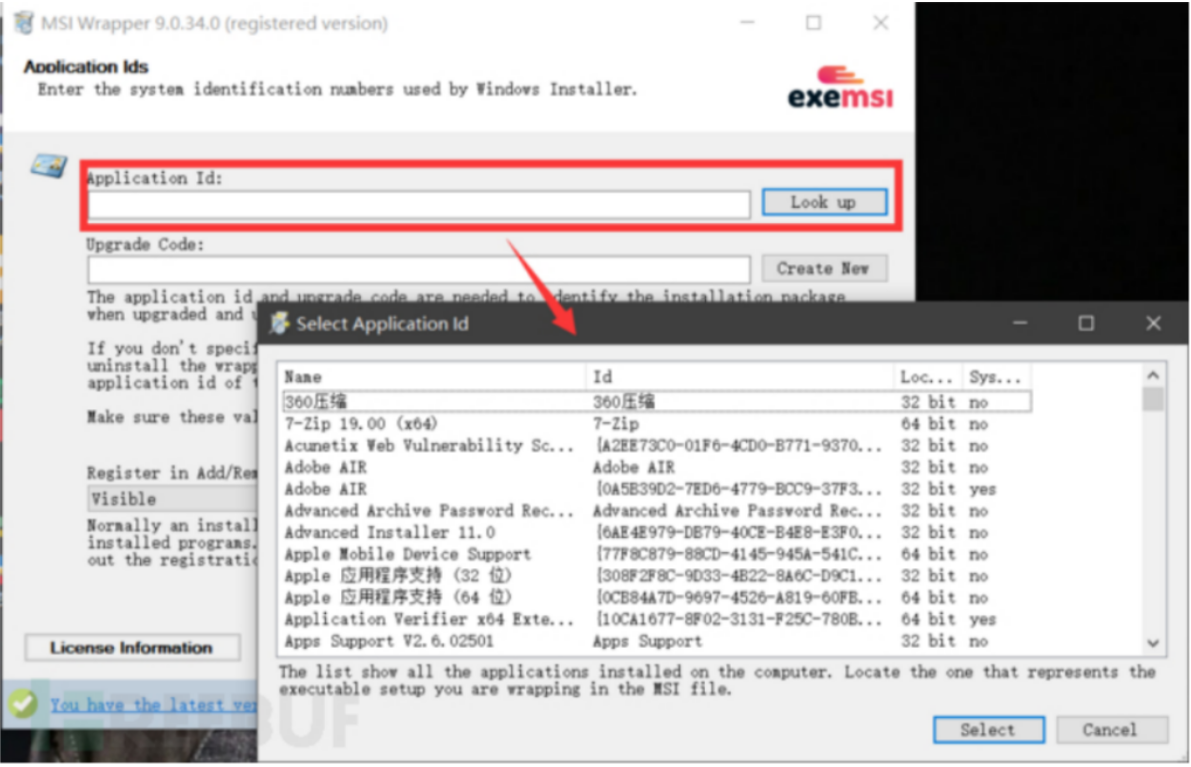 MSI Wrapper 9.0.34.0 (registered version)
Application Ids
Enter the system identification numbers used by Windows Installer.
exemsi
Application Id:
Look up
Upgrade Code:
Create New
The application id and upgrade code are needed to identify the installation package
when upgraded and u
If you don't specif
uninstall the wrapp
application id of t
Make sure these val
Register in Add/Rem
Visible
Normally an install
installed programs.
out the registratio
License Information
You have the latest ver
Select Application Id
Name Id Loc... Sys...
360压缩 360压缩 32 bit no
7-Zip 19.00 (x64) 7-Zip 64 bit no
Acunetix Web Vulnerability Sc... {A2EE73C0-01F6-4CD0-B771-9370... 32 bit no
Adobe AIR Adobe AIR 32 bit no
Adobe AIR {0A5B39D2-7ED6-4779-BCC9-37F3... 32 bit yes
Advanced Archive Password Rec... Advanced Archive Password Rec... 32 bit no
Advanced Installer 11.0 {6AE4E979-DB79-40CE-B4E8-E3F0... 32 bit no
Apple Mobile Device Support {77F8C879-88CD-4145-945A-541C... 64 bit no
Apple 应用程序支持 (32 位) {308F2F8C-9D33-4B22-8A6C-D9C1... 32 bit no
Apple 应用程序支持 (64 位) {0CB84A7D-9697-4526-A819-60FB... 64 bit no
Application Verifier x64 Exte... {10CA1677-8F02-3131-F25C-780B... 64 bit yes
Apps Support V2.6.02501 Apps Support 32 bit no
The list show all the applications installed on the computer. Locate the one that represents the
executable setup you are wrapping in the MSI file.
Select
Cancel